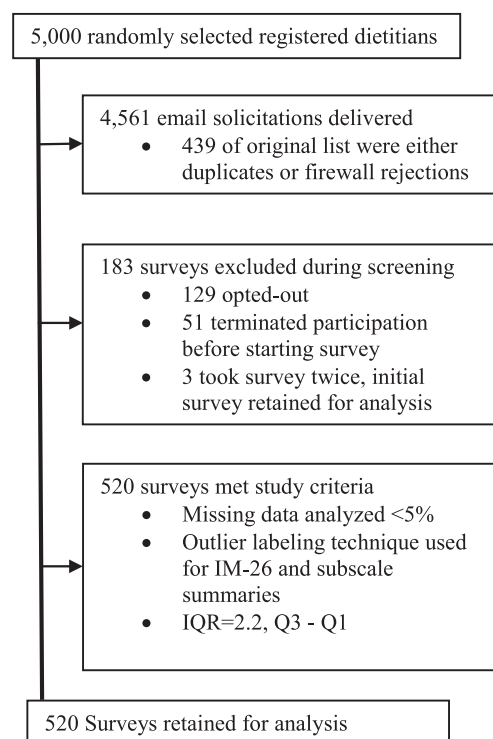 5,000 randomly selected registered dietitians
4,561 email solicitations delivered
• 439 of original list were either
duplicates or firewall rejections
183 surveys excluded during screening
• 129 opted-out
• 51 terminated participation
before starting survey
• 3 took survey twice, initial
survey retained for analysis
520 surveys met study criteria
• Missing data analyzed <5%
• Outlier labeling technique used
for IM-26 and subscale
summaries
• IQR=2.2, Q3 - Q1
520 Surveys retained for analysis